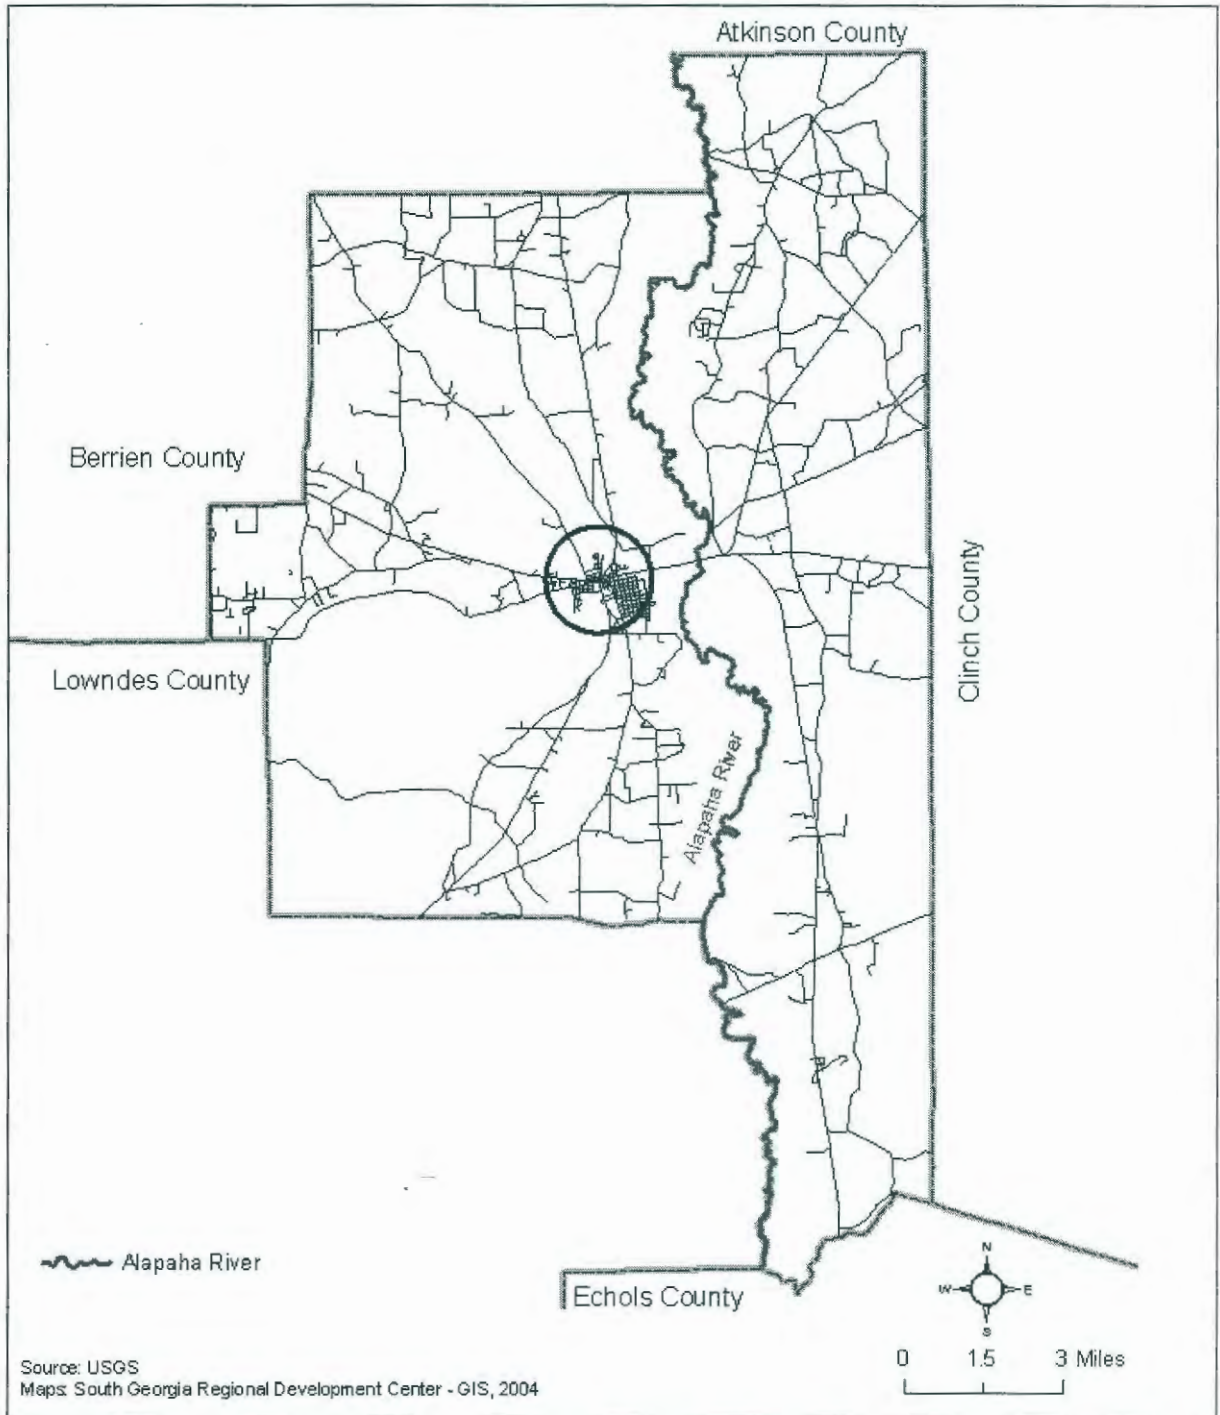 Atkinson County
Berrien County
Lowndes County
Clinch County
Alapaha River
Alapaha River
Echols County
N
W
E
S
0 1.5 3 Miles
Source: USGS
Maps: South Georgia Regional Development Center - GIS, 2004